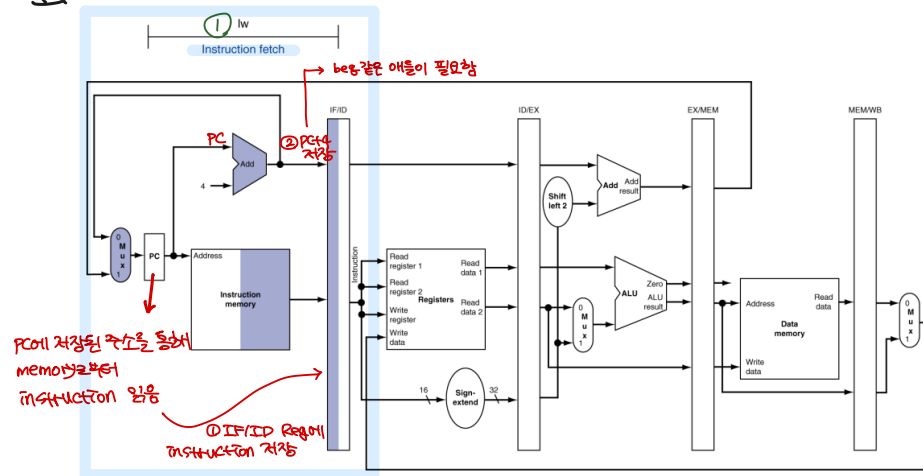 ① lw
Instruction fetch
→ beq같은 애들이 필요함
IF/ID
ID/EX
EX/MEM
MEM/WB
PC
② PC+4
저장
Add
4
Shift
left 2
Add
Add
result
0
M
u
x
1
PC
Address
Instruction
memory
Instruction
Read
register 1
Read
register 2
Write
register
Write
data
Registers
Read
data 1
Read
data 2
0
M
u
x
1
Zero
ALU
ALU
result
Address
Read
data
Data
memory
Write
data
0
M
u
x
1
16
Sign-
extend
32
PC에 저장된 주소를 통해
memory로부터
instruction 읽음
① IF/ID Reg에
instruction 저장